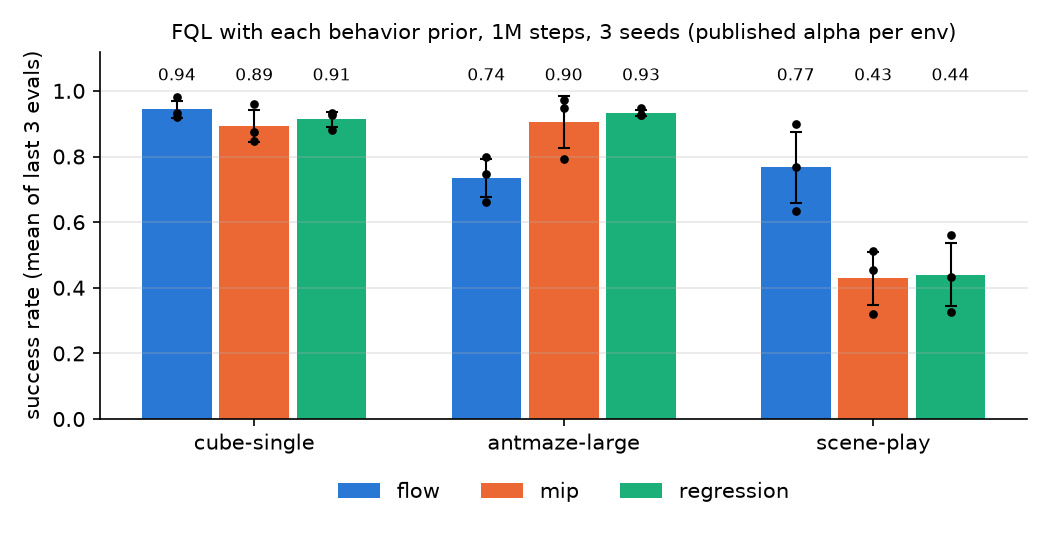 FQL with each behavior prior, 1M steps, 3 seeds (published alpha per env)
success rate (mean of last 3 evals)
1.0
0.8
0.6
0.4
0.2
0.0
0.94 0.89 0.91 0.74 0.90 0.93 0.77 0.43 0.44
cube-single antmaze-large scene-play
flow mip regression